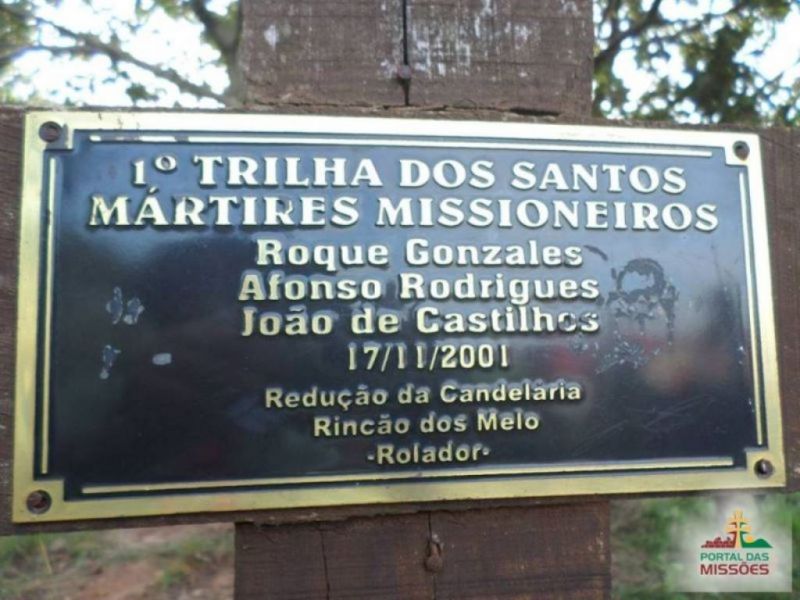 1º TRILHA DOS SANTOS
MÁRTIRES MISSIONEIROS
Roque Gonzales
Afonso Rodrigues
João de Castilhos
17/11/2001
Redução da Candelária
Rincão dos Melo
-Rolador-
PORTAL DAS
MISSÕES